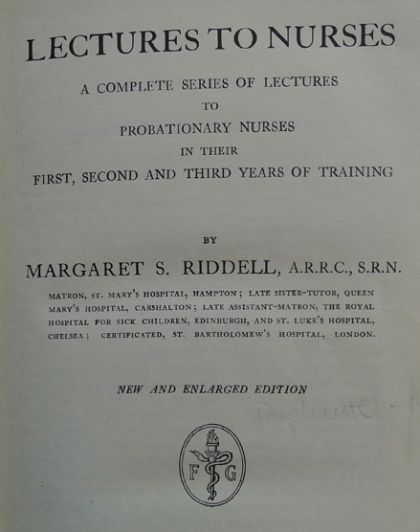 LECTURES TO NURSES
A COMPLETE SERIES OF LECTURES
TO
PROBATIONARY NURSES
IN THEIR
FIRST, SECOND AND THIRD YEARS OF TRAINING
BY
MARGARET S. RIDDELL, A.R.R.C., S.R.N.
MATRON, ST. MARY'S HOSPITAL, HAMPTON; LATE SISTER-TUTOR, QUEEN
MARY'S HOSPITAL, CARSHALTON; LATE ASSISTANT-MATRON, THE ROYAL
HOSPITAL FOR SICK CHILDREN, EDINBURGH, AND ST. LUKE'S HOSPITAL,
CHELSEA; CERTIFICATED, ST. BARTHOLOMEW'S HOSPITAL, LONDON.
NEW AND ENLARGED EDITION
Duplicate
F G